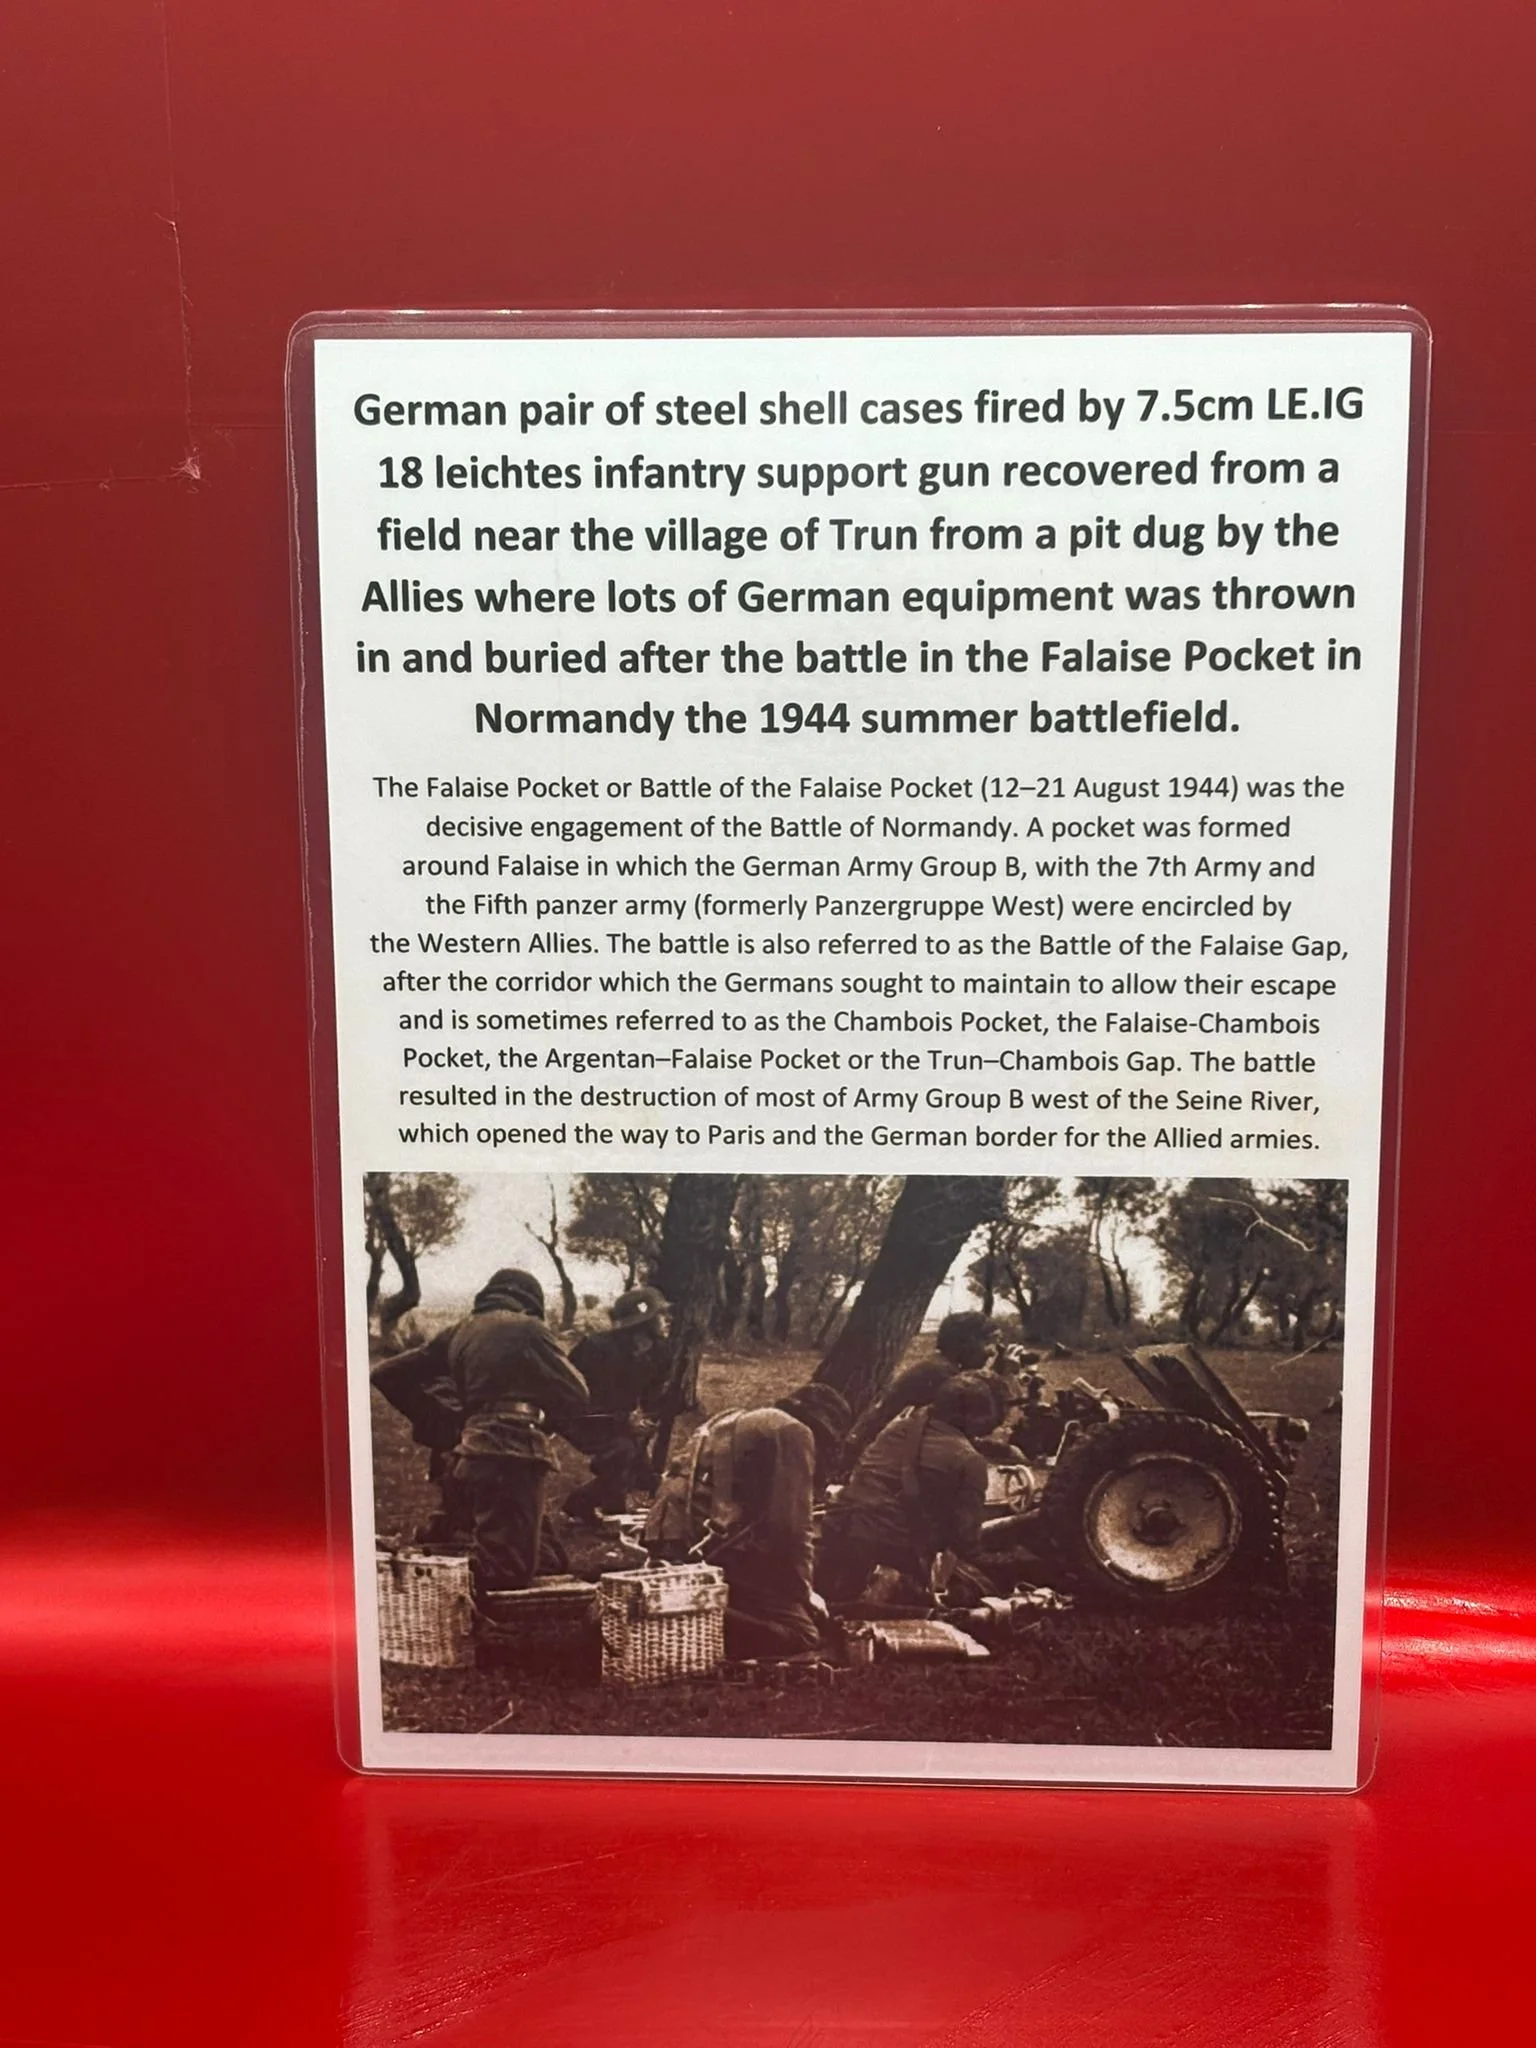 German pair of steel shell cases fired by 7.5cm LE.IG
18 leichtes infantry support gun recovered from a
field near the village of Trun from a pit dug by the
Allies where lots of German equipment was thrown
in and buried after the battle in the Falaise Pocket in
Normandy the 1944 summer battlefield.
The Falaise Pocket or Battle of the Falaise Pocket (12–21 August 1944) was the
decisive engagement of the Battle of Normandy. A pocket was formed
around Falaise in which the German Army Group B, with the 7th Army and
the Fifth panzer army (formerly Panzergruppe West) were encircled by
the Western Allies. The battle is also referred to as the Battle of the Falaise Gap,
after the corridor which the Germans sought to maintain to allow their escape
and is sometimes referred to as the Chambois Pocket, the Falaise-Chambois
Pocket, the Argentan–Falaise Pocket or the Trun–Chambois Gap. The battle
resulted in the destruction of most of Army Group B west of the Seine River,
which opened the way to Paris and the German border for the Allied armies.